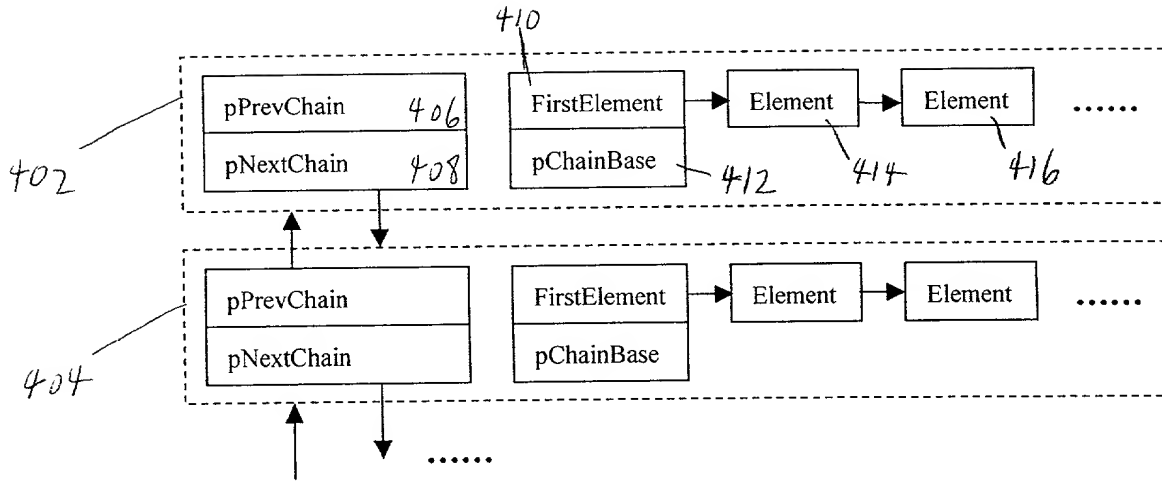 410
pPrevChain 406
FirstElement
Element
Element
......
pNextChain 408
pChainBase
412
414
416
402
pPrevChain
FirstElement
Element
Element
......
pNextChain
pChainBase
404
......